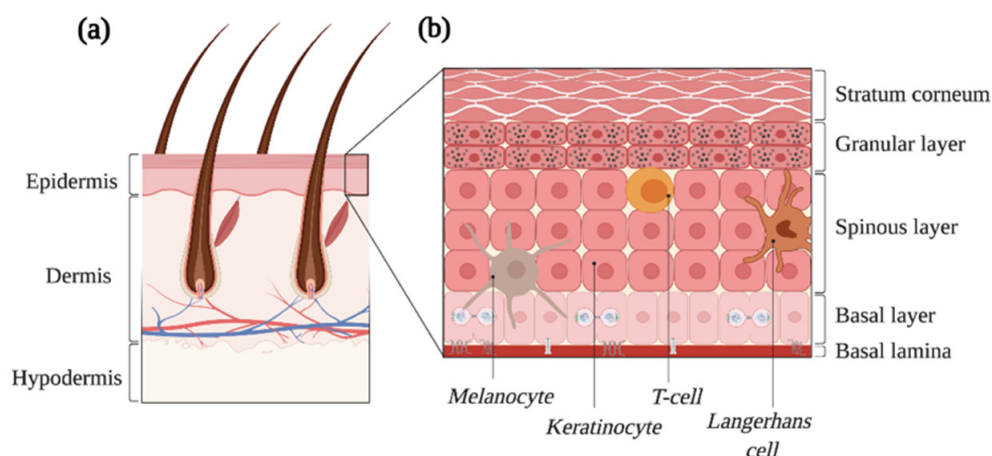 (a)
Epidermis
Dermis
Hypodermis
(b)
Stratum corneum
Granular layer
Spinous layer
Basal layer
Basal lamina
Melanocyte
Keratinocyte
T-cell
Langerhans
cell